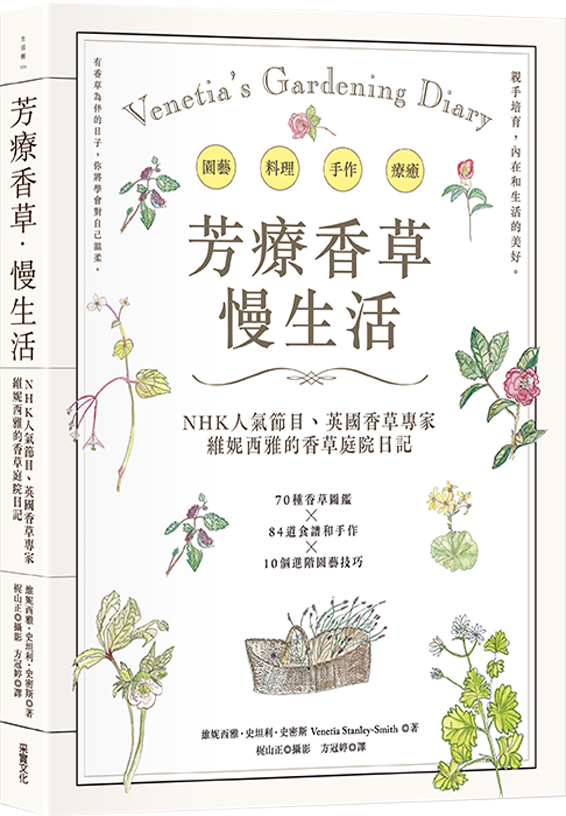 生活樹
芳療香草・慢生活
NHK人氣節目、英國香草專家
維妮西雅的香草庭院日記
維妮西雅・史坦利・史密斯◎著
梶山正◎攝影 方冠婷◎譯
采實文化
Venetia's Gardening Diary
親手培育,內在和生活的美好。
有香草為伴的日子,你將學會對自己溫柔。
園藝 料理 手作 療癒
芳療香草
慢生活
NHK人氣節目、英國香草專家
維妮西雅的香草庭院日記
70種香草圖鑑
×
84道食譜和手作
×
10個進階園藝技巧
維妮西雅・史坦利・史密斯 Venetia Stanley-Smith ◎著
梶山正◎攝影 方冠婷◎譯